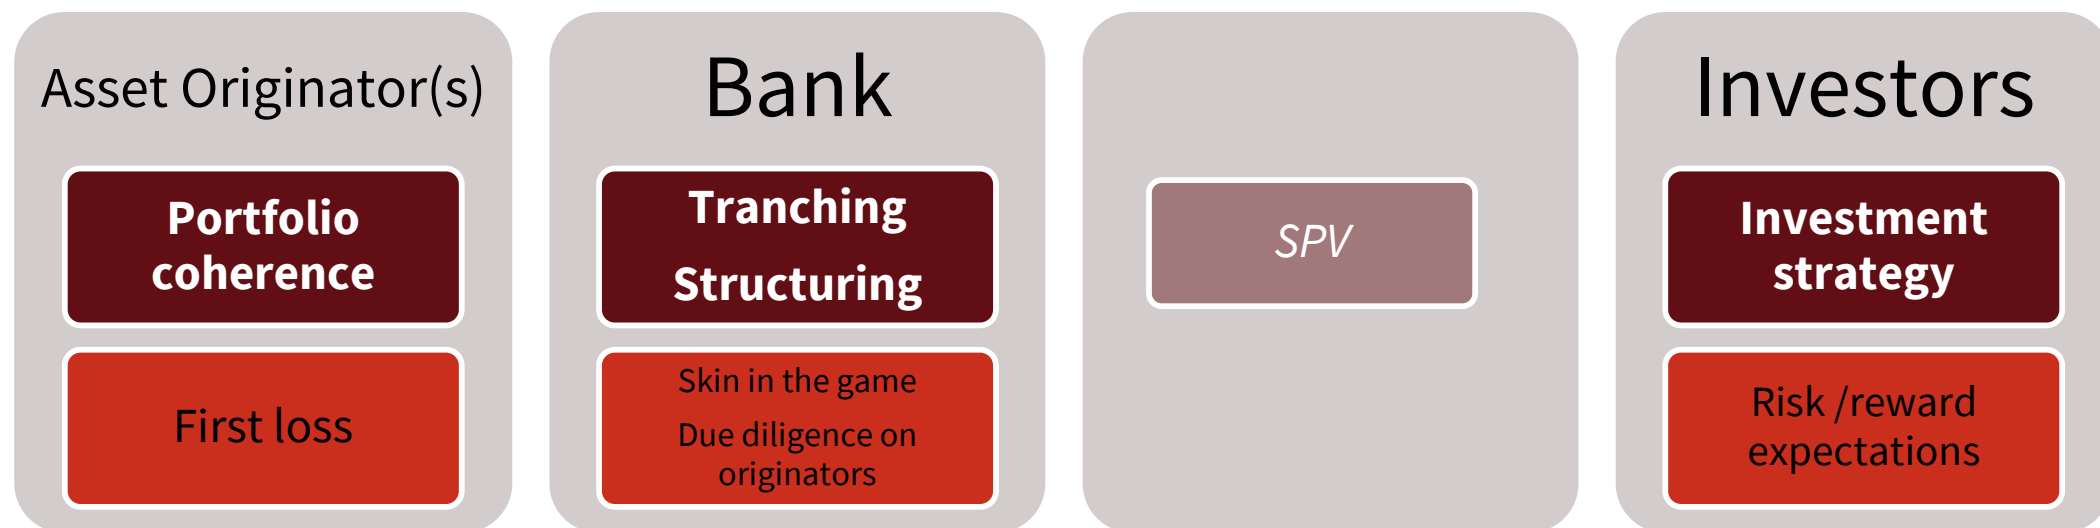 Asset Originator(s)
Portfolio
coherence
First loss
Bank
Tranching
Structuring
Skin in the game
Due diligence on
originators
SPV
Investors
Investment
strategy
Risk /reward
expectations